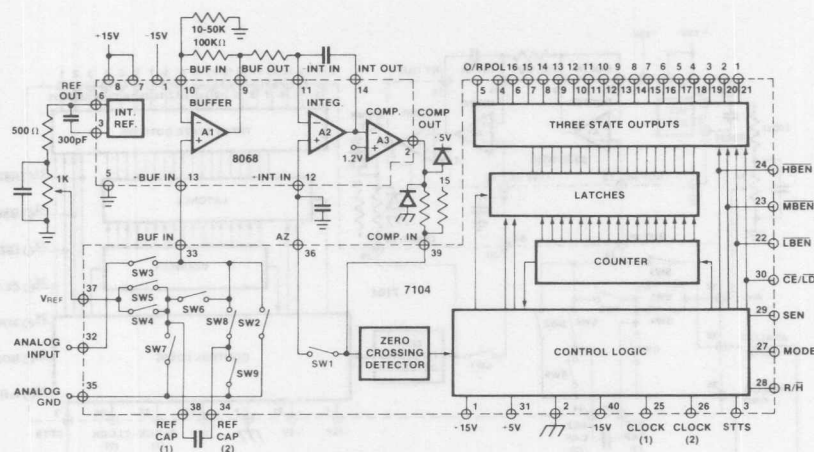 10-50K
+15V
-15V
100KΩ
8
1
BUF IN
BUF OUT
INT IN
INT OUT
10
9
11
14
REF OUT
6
3
INT. REF.
BUFFER
A1
INTEG.
A2
COMP.
A3
COMP OUT
2
-5V
1.2V
500Ω
300pF
8068
1K
5
+BUF IN
13
+INT IN
12
15
BUF IN
AZ
COMP. IN
33
36
39
7104
O/R POL 16 15 14 13 12 11 10 9 8 7 6 5 4 3 2 1
5 4 6 7 8 9 10 11 12 13 14 15 16 17 18 19 20 21
THREE STATE OUTPUTS
LATCHES
COUNTER
CONTROL LOGIC
ZERO CROSSING DETECTOR
24 HBEN
23 MBEN
22 LBEN
30 CE/LD
29 SEN
27 MODE
28 R/H
VREF
37
SW3
SW5
SW4
SW6
SW8
SW2
SW7
SW9
SW1
ANALOG INPUT
32
ANALOG GND
35
38
34
REF CAP (1)
REF CAP (2)
1
31
2
40
25
26
3
-15V
+5V
-15V
CLOCK (1)
CLOCK (2)
STTS